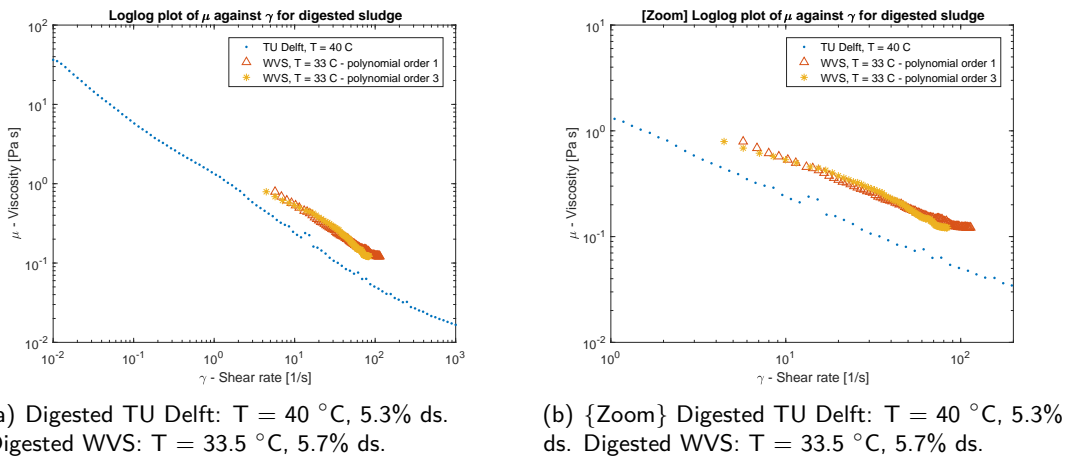 Loglog plot of μ against γ for digested sludge
TU Delft, T = 40 C
WVS, T = 33 C - polynomial order 1
WVS, T = 33 C - polynomial order 3
10^2
10^1
10^0
10^-1
10^-2
μ - Viscosity [Pa s]
10^-2 10^-1 10^0 10^1 10^2 10^3
γ - Shear rate [1/s]
a) Digested TU Delft: T = 40 °C, 5.3% ds.
Digested WVS: T = 33.5 °C, 5.7% ds.
[Zoom] Loglog plot of μ against γ for digested sludge
TU Delft, T = 40 C
WVS, T = 33 C - polynomial order 1
WVS, T = 33 C - polynomial order 3
10^1
10^0
10^-1
10^-2
μ - Viscosity [Pa s]
10^0 10^1 10^2
γ - Shear rate [1/s]
(b) {Zoom} Digested TU Delft: T = 40 °C, 5.3%
ds. Digested WVS: T = 33.5 °C, 5.7% ds.